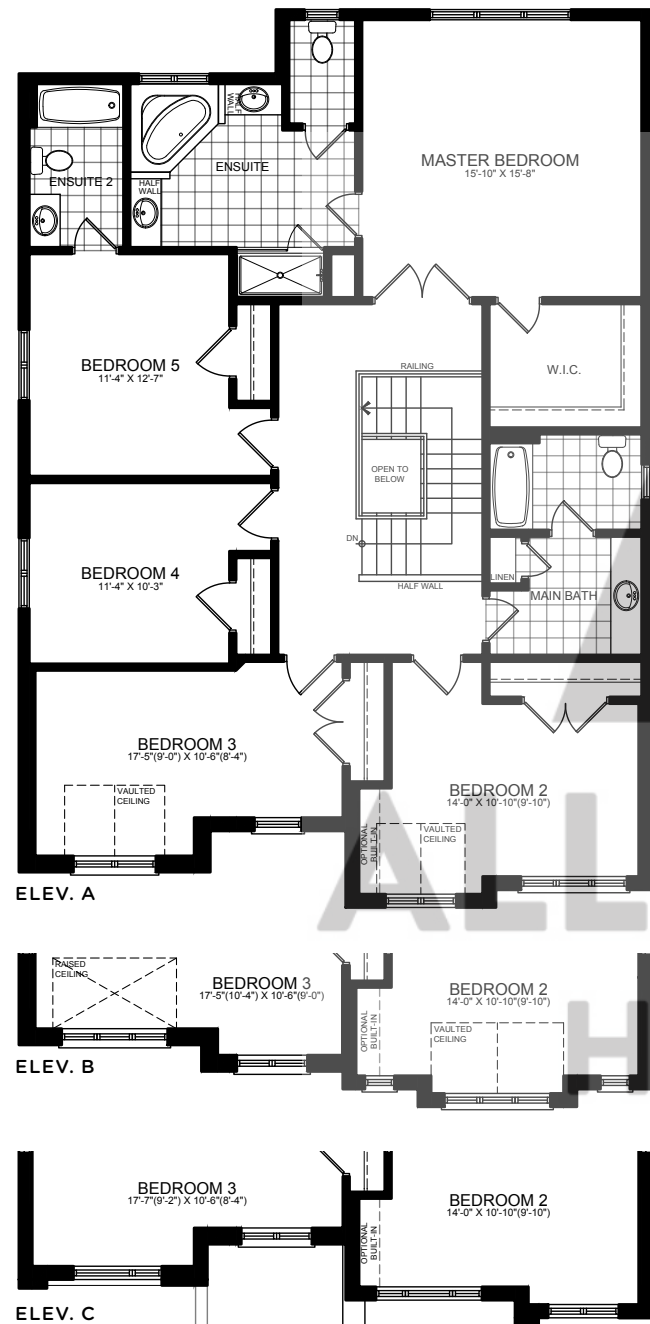 HALF
WALL
ENSUITE
ENSUITE 2
HALF
WALL
MASTER BEDROOM
15'-10" X 15'-8"
BEDROOM 5
11'-4" X 12'-7"
RAILING
W.I.C.
OPEN TO
BELOW
DN
BEDROOM 4
11'-4" X 10'-3"
LINEN
HALF WALL
MAIN BATH
BEDROOM 3
17'-5"(9'-0") X 10'-6"(8'-4")
VAULTED
CEILING
BEDROOM 2
14'-0" X 10'-10"(9'-10")
OPTIONAL
BUILT-IN
VAULTED
CEILING
ALL
ELEV. A
RAISED
CEILING
BEDROOM 3
17'-5"(10'-4") X 10'-6"(9'-0")
BEDROOM 2
14'-0" X 10'-10"(9'-10")
OPTIONAL
BUILT-IN
VAULTED
CEILING
H
ELEV. B
BEDROOM 3
17'-7"(9'-2") X 10'-6"(8'-4")
BEDROOM 2
14'-0" X 10'-10"(9'-10")
OPTIONAL
BUILT-IN
ELEV. C